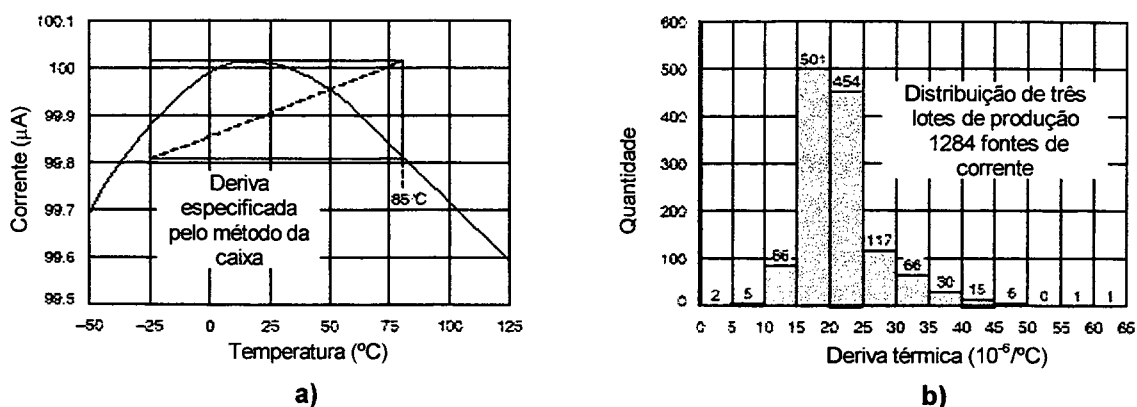 100.1
100
99.9
99.8
99.7
99.6
99.5
Corrente (μA)
Deriva
especificada
pelo método da
caixa
85ºC
–50 –25 0 25 50 75 100 125
Temperatura (ºC)
a)
600
500
400
300
200
100
0
Quantidade
Distribuição de três
lotes de produção
1284 fontes de
corrente
2 5 86 501 454 117 66 30 15 6 0 1 1
0 5 10 15 20 25 30 35 40 45 50 55 60 65
Deriva térmica (10⁻⁶/ºC)
b)